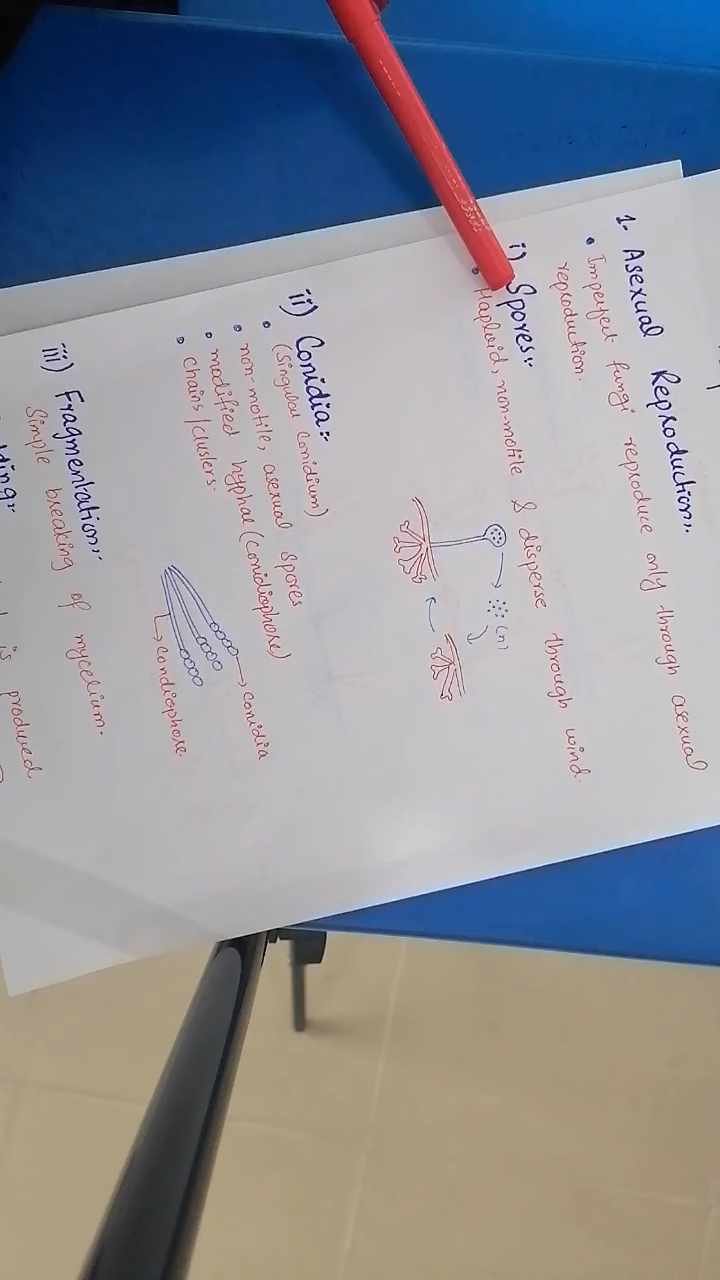 1- Asexual Reproduction:-
• Imperfect fungi reproduce only through asexual
reproduction.
i) Spores:-
• Haploid, non-motile & disperse through wind.
(n)
ii) Conidia:-
• (Singular Conidium)
• non-motile, asexual spores
• modified hyphae (conidiophore)
• chains/clusters.
→ conidia
→ Condiophore
iii) Fragmentation:-
Simple breaking of mycelium.
is produced